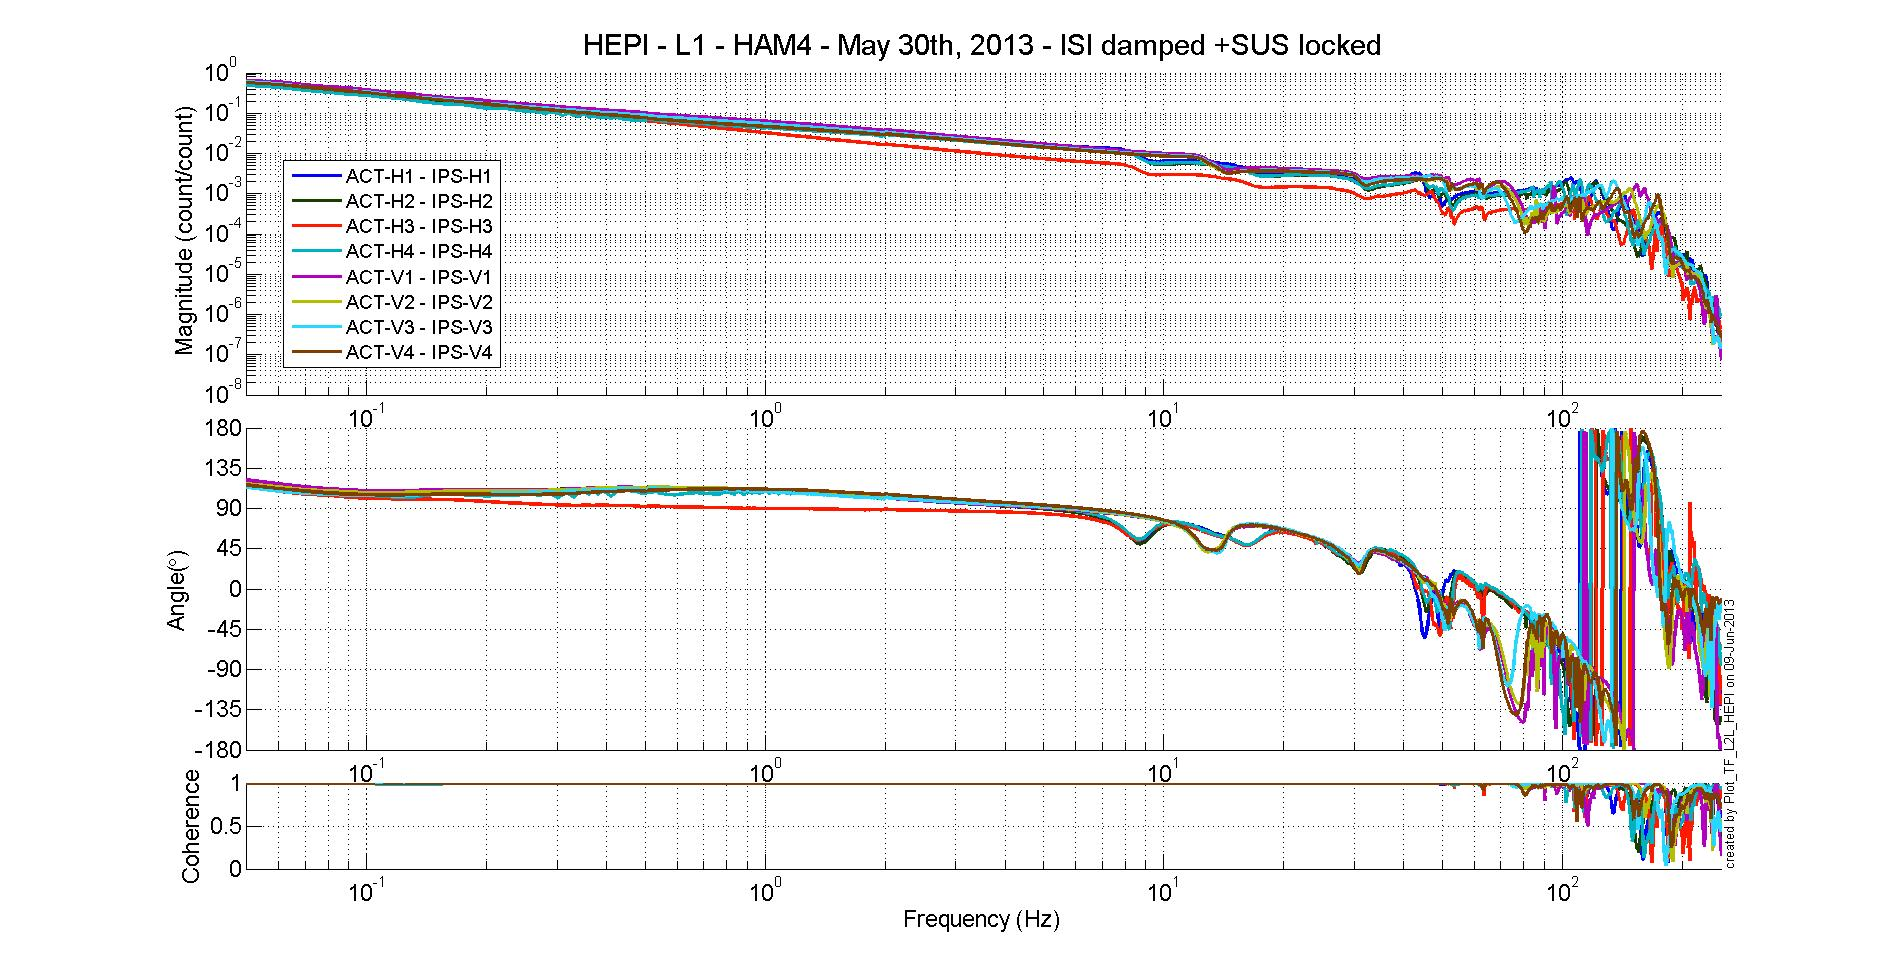 HEPI - L1 - HAM4 - May 30th, 2013 - ISI damped +SUS locked
Magnitude (count/count)
10^0
10^-1
10^-2
10^-3
10^-4
10^-5
10^-6
10^-7
10^-8
ACT-H1 - IPS-H1
ACT-H2 - IPS-H2
ACT-H3 - IPS-H3
ACT-H4 - IPS-H4
ACT-V1 - IPS-V1
ACT-V2 - IPS-V2
ACT-V3 - IPS-V3
ACT-V4 - IPS-V4
10^-1 10^0 10^1 10^2
Angle(°)
180
135
90
45
0
-45
-90
-135
-180
10^-1 10^0 10^1 10^2
Coherence
1
0.5
0
10^-1 10^0 10^1 10^2
Frequency (Hz)
created by Plot_TF_L2L_HEPI on 09-Jun-2013